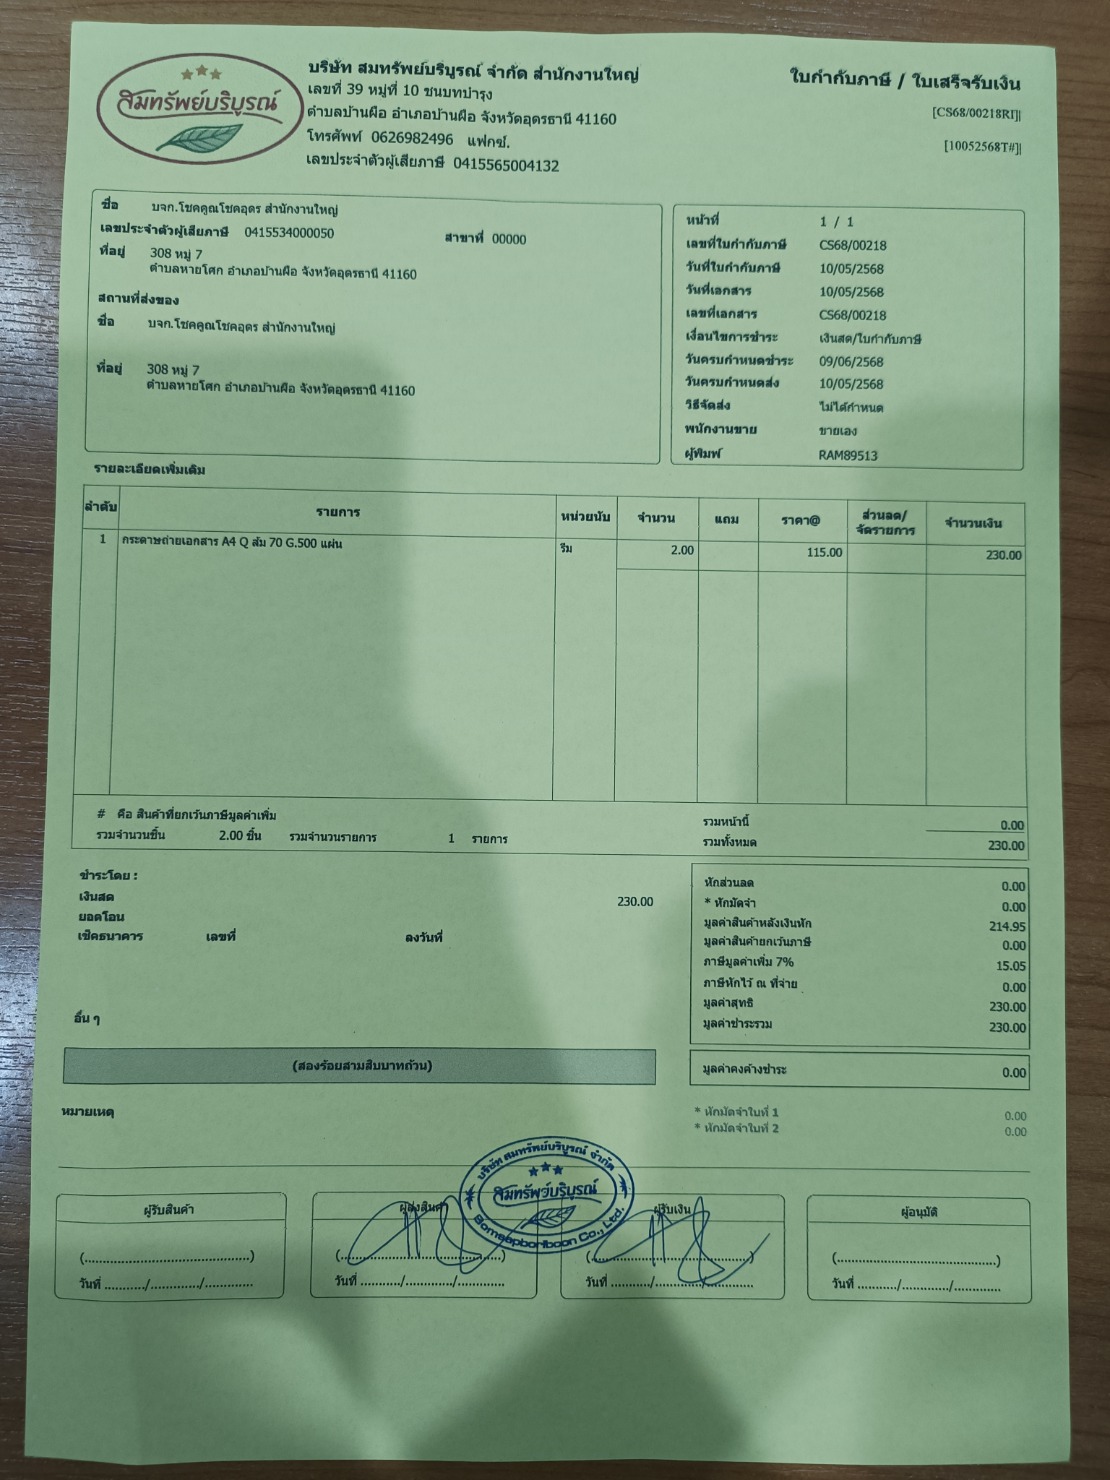 สมทรัพย์บริบูรณ์
บริษัท สมทรัพย์บริบูรณ์ จำกัด สำนักงานใหญ่
เลขที่ 39 หมู่ที่ 10 ชนบทบำรุง
ตำบลบ้านผือ อำเภอบ้านผือ จังหวัดอุดรธานี 41160
โทรศัพท์ 0626982496 แฟกซ์.
เลขประจำตัวผู้เสียภาษี 0415565004132
ใบกำกับภาษี / ใบเสร็จรับเงิน
[CS68/00218RI]|
[10052568T#]|
ชื่อ บจก.โชคคูณโชคอุดร สำนักงานใหญ่
เลขประจำตัวผู้เสียภาษี 0415534000050 สาขาที่ 00000
ที่อยู่ 308 หมู่ 7
ตำบลหายโศก อำเภอบ้านผือ จังหวัดอุดรธานี 41160
สถานที่ส่งของ
ชื่อ บจก.โชคคูณโชคอุดร สำนักงานใหญ่
ที่อยู่ 308 หมู่ 7
ตำบลหายโศก อำเภอบ้านผือ จังหวัดอุดรธานี 41160
หน้าที่ 1 / 1
เลขที่ใบกำกับภาษี CS68/00218
วันที่ใบกำกับภาษี 10/05/2568
วันที่เอกสาร 10/05/2568
เลขที่เอกสาร CS68/00218
เงื่อนไขการชำระ เงินสด/ใบกำกับภาษี
วันครบกำหนดชำระ 09/06/2568
วันครบกำหนดส่ง 10/05/2568
วิธีจัดส่ง ไม่ได้กำหนด
พนักงานขาย ขายเอง
ผู้พิมพ์ RAM89513
รายละเอียดเพิ่มเติม
ลำดับ รายการ หน่วยนับ จำนวน แถม ราคา@ ส่วนลด/จัดรายการ จำนวนเงิน
1 กระดาษถ่ายเอกสาร A4 Q ส้ม 70 G.500 แผ่น รีม 2.00 115.00 230.00
# คือ สินค้าที่ยกเว้นภาษีมูลค่าเพิ่ม
รวมจำนวนชิ้น 2.00 ชิ้น รวมจำนวนรายการ 1 รายการ
รวมหน้านี้ 0.00
รวมทั้งหมด 230.00
ชำระโดย :
เงินสด 230.00
ยอดโอน
เช็คธนาคาร เลขที่ ลงวันที่
อื่น ๆ
หักส่วนลด 0.00
* หักมัดจำ 0.00
มูลค่าสินค้าหลังเงินหัก 214.95
มูลค่าสินค้ายกเว้นภาษี 0.00
ภาษีมูลค่าเพิ่ม 7% 15.05
ภาษีหักไว้ ณ ที่จ่าย 0.00
มูลค่าสุทธิ 230.00
มูลค่าชำระรวม 230.00
(สองร้อยสามสิบบาทถ้วน)
มูลค่าคงค้างชำระ 0.00
หมายเหตุ
* หักมัดจำใบที่ 1 0.00
* หักมัดจำใบที่ 2 0.00
บริษัท สมทรัพย์บริบูรณ์ จำกัด
สมทรัพย์บริบูรณ์
Somsapboriboon Co., Ltd.
ผู้รับสินค้า ผู้ส่งสินค้า ผู้รับเงิน ผู้อนุมัติ
(..........................................) (..........................................) (..........................................) (..........................................)
วันที่ .........../............/............ วันที่ .........../............/............ วันที่ .........../............/............ วันที่ .........../............/............